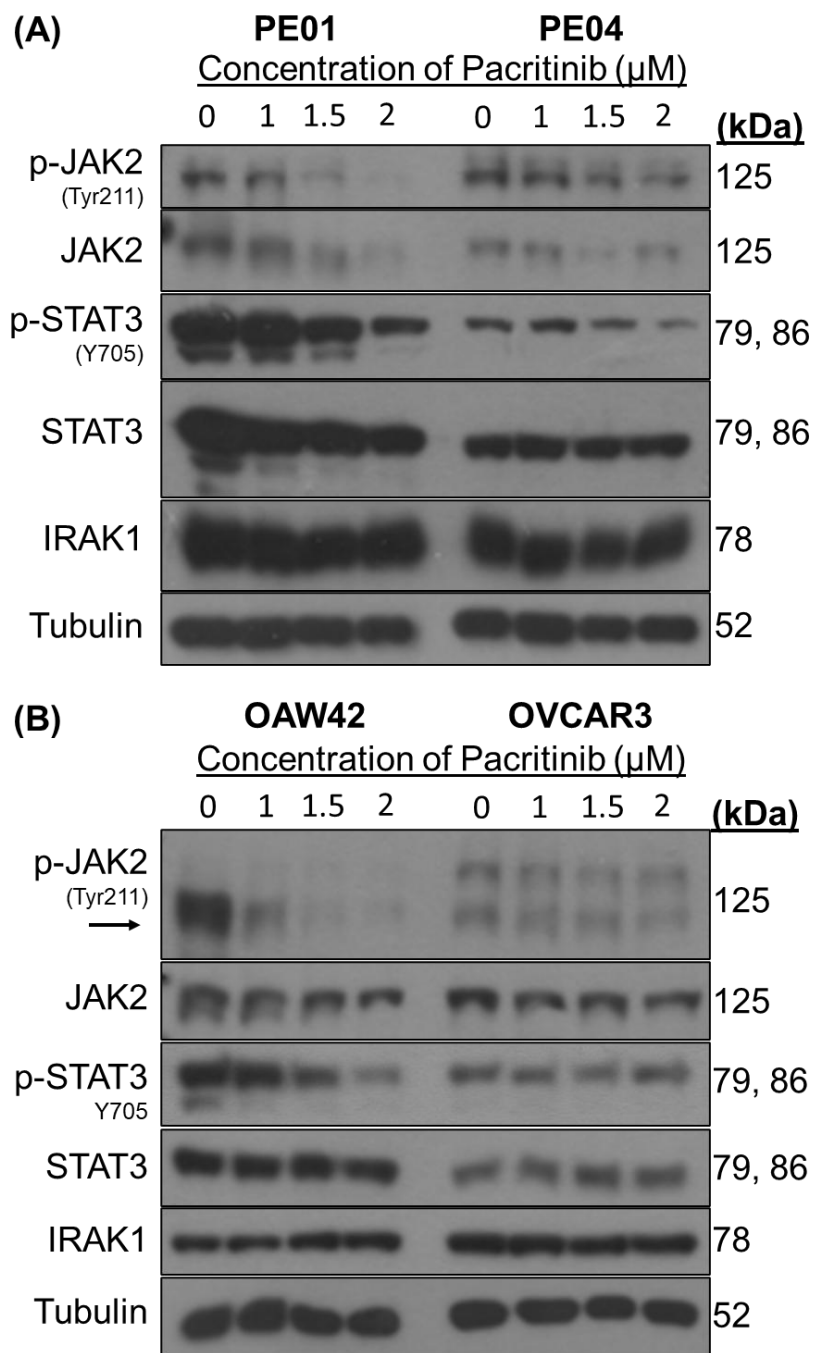 (A) PE01 PE04
Concentration of Pacritinib (µM)
0 1 1.5 2 0 1 1.5 2 (kDa)
p-JAK2 125
(Tyr211)
JAK2 125
p-STAT3 79, 86
(Y705)
STAT3 79, 86
IRAK1 78
Tubulin 52
(B) OAW42 OVCAR3
Concentration of Pacritinib (µM)
0 1 1.5 2 0 1 1.5 2 (kDa)
p-JAK2
(Tyr211) 125
JAK2 125
p-STAT3 79, 86
Y705
STAT3 79, 86
IRAK1 78
Tubulin 52